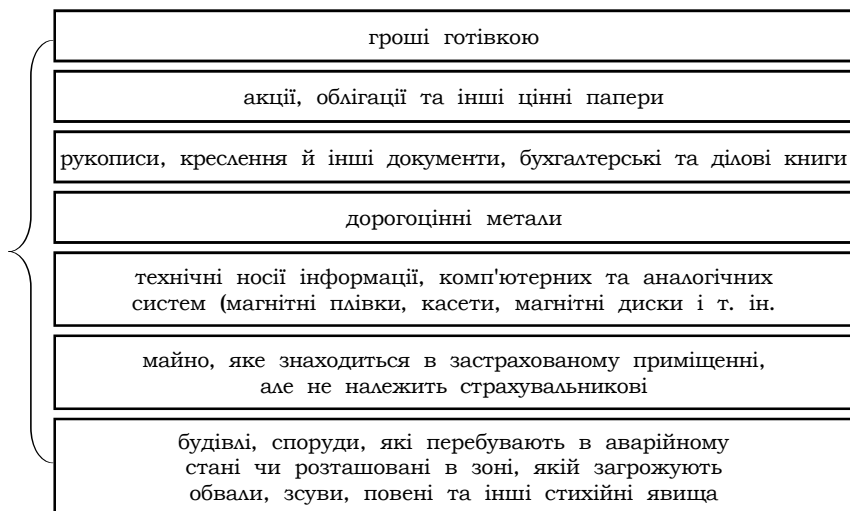 гроші готівкою
акції, облігації та інші цінні папери
рукописи, креслення й інші документи, бухгалтерські та ділові книги
дорогоцінні метали
технічні носії інформації, комп'ютерних та аналогічних
систем (магнітні плівки, касети, магнітні диски і т. ін.
майно, яке знаходиться в застрахованому приміщенні,
але не належить страхувальникові
будівлі, споруди, які перебувають в аварійному
стані чи розташовані в зоні, якій загрожують
обвали, зсуви, повені та інші стихійні явища